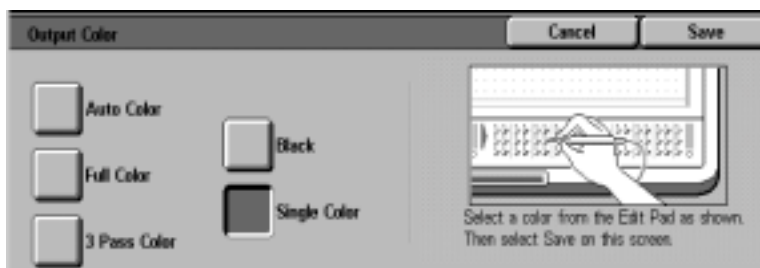 Output Color
Cancel
Save
Auto Color
Full Color
3 Pass Color
Black
Single Color
Select a color from the Edit Pad as shown.
Then select Save on this screen.